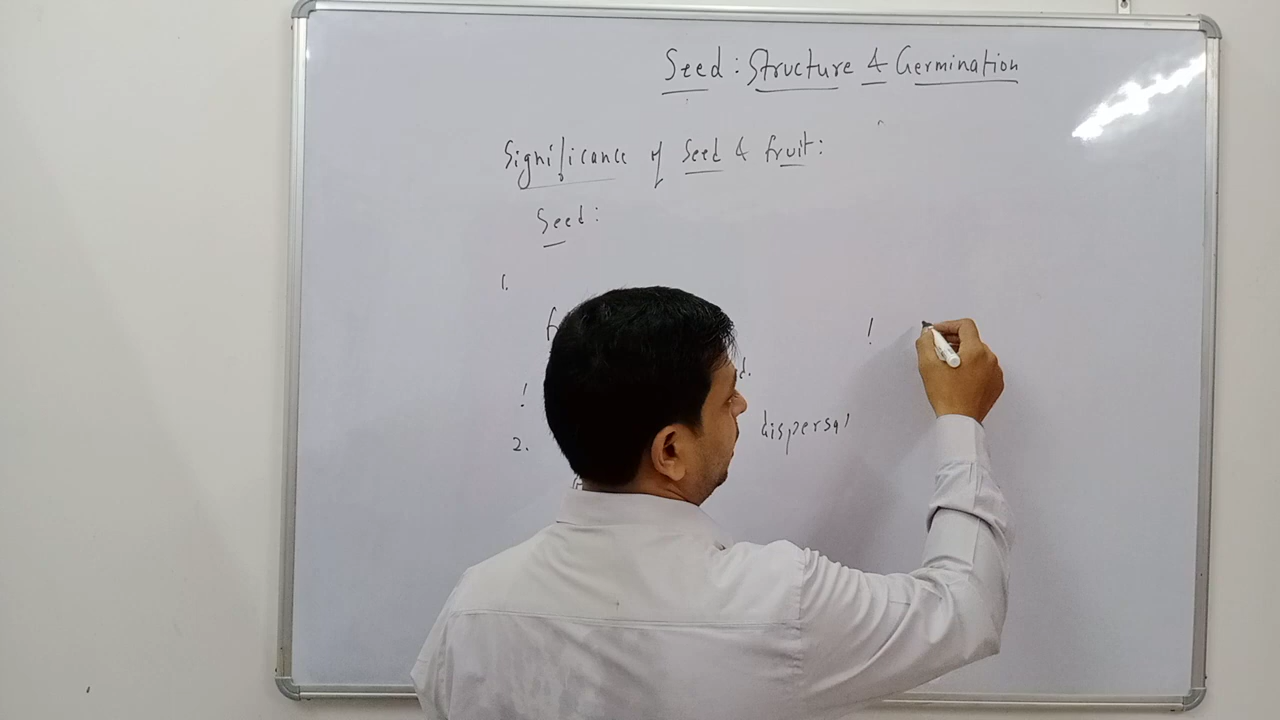 Seed : Structure & Germination
Significance of Seed & fruit :
Seed :
1.
!
!
2. dispersal